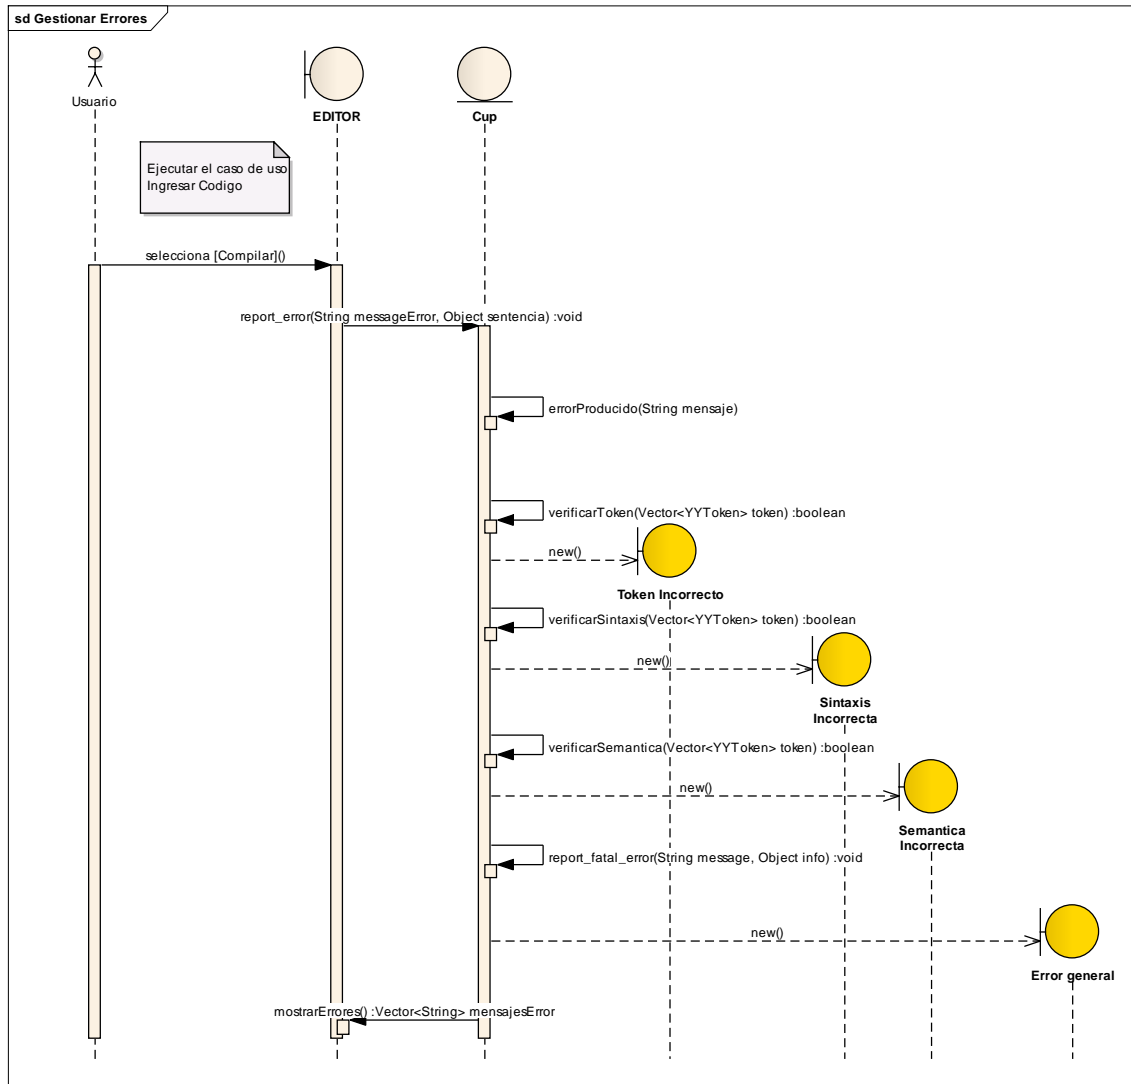 sd Gestionar Errores
Usuario
EDITOR
Cup
Ejecutar el caso de uso
Ingresar Codigo
selecciona [Compilar]()
report_error(String messageError, Object sentencia) :void
errorProducido(String mensaje)
verificarToken(Vector<YYToken> token) :boolean
new()
Token Incorrecto
verificarSintaxis(Vector<YYToken> token) :boolean
new()
Sintaxis
Incorrecta
verificarSemantica(Vector<YYToken> token) :boolean
new()
Semantica
Incorrecta
report_fatal_error(String message, Object info) :void
new()
Error general
mostrarErrores() :Vector<String> mensajesError